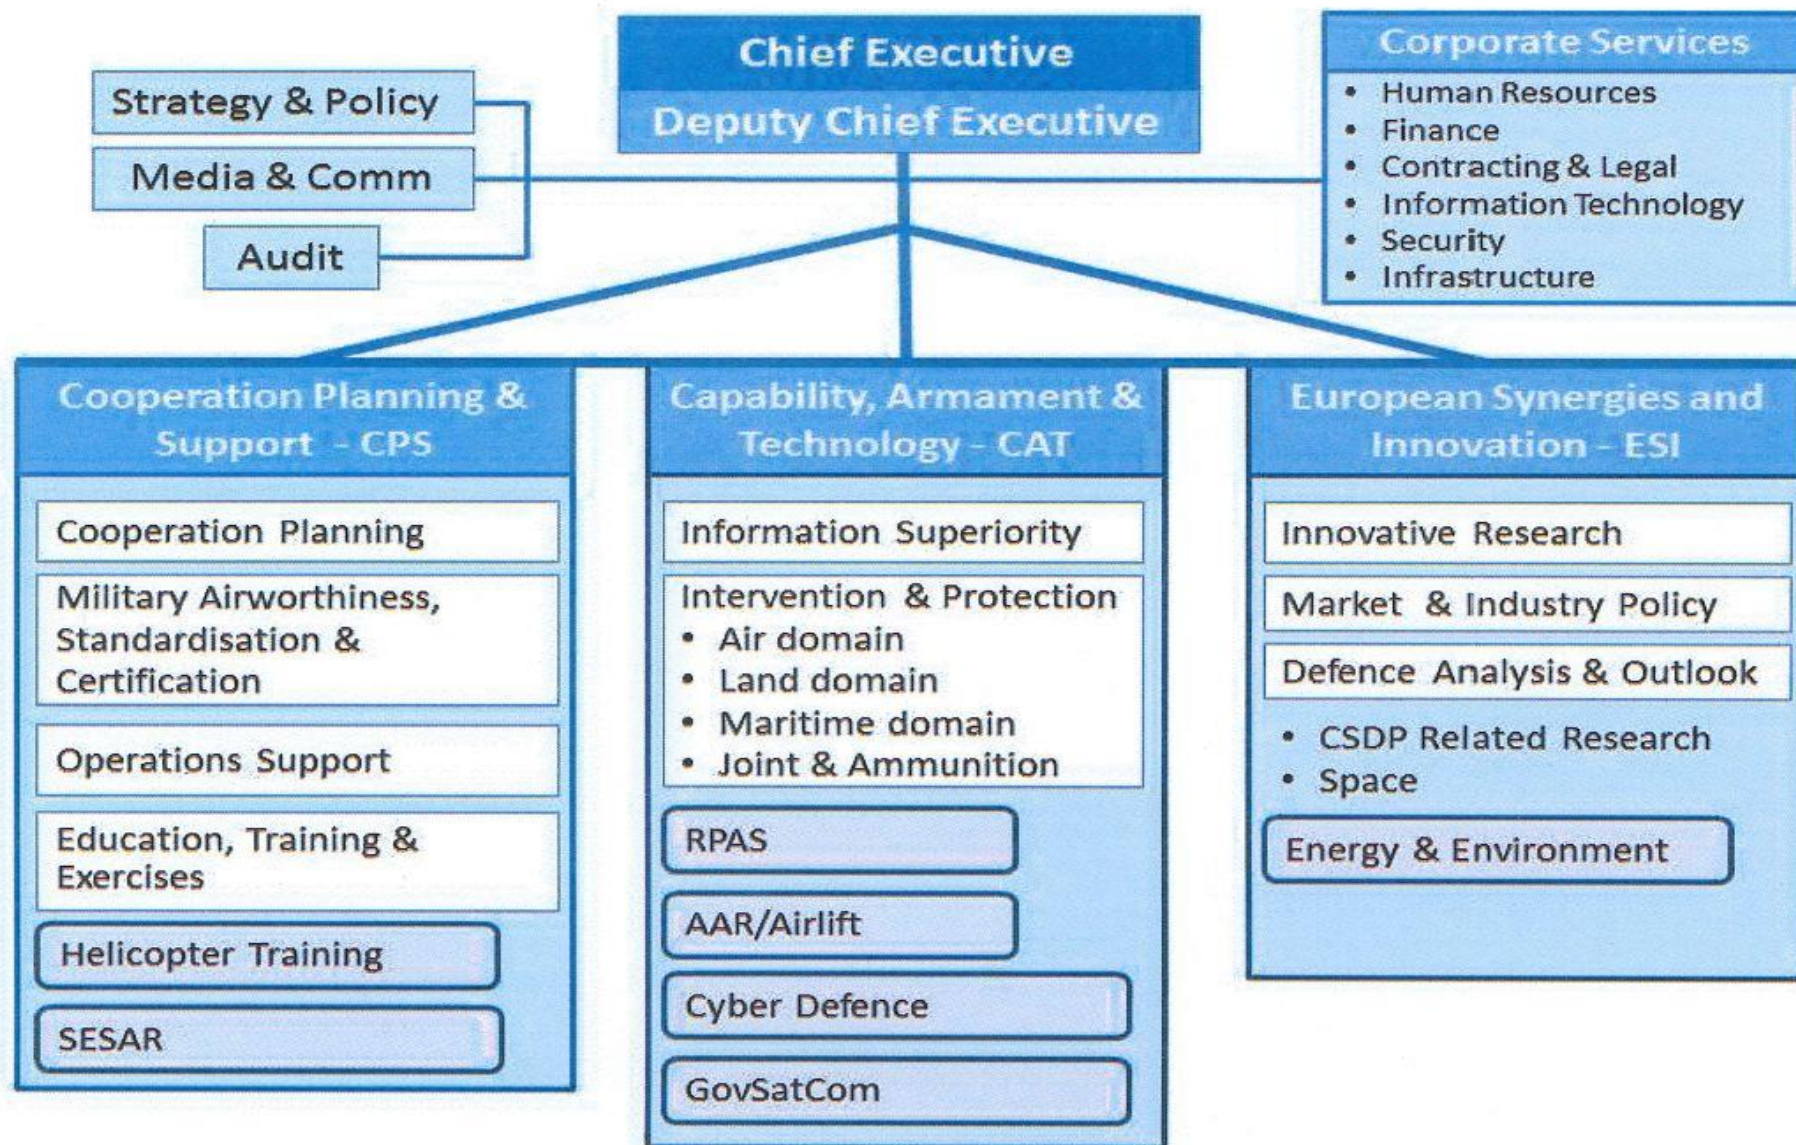 Chief Executive
Deputy Chief Executive
Strategy & Policy
Media & Comm
Audit
Corporate Services
• Human Resources
• Finance
• Contracting & Legal
• Information Technology
• Security
• Infrastructure
Cooperation Planning &
Support - CPS
Cooperation Planning
Military Airworthiness,
Standardisation &
Certification
Operations Support
Education, Training &
Exercises
Helicopter Training
SESAR
Capability, Armament &
Technology - CAT
Information Superiority
Intervention & Protection
• Air domain
• Land domain
• Maritime domain
• Joint & Ammunition
RPAS
AAR/Airlift
Cyber Defence
GovSatCom
European Synergies and
Innovation - ESI
Innovative Research
Market & Industry Policy
Defence Analysis & Outlook
• CSDP Related Research
• Space
Energy & Environment